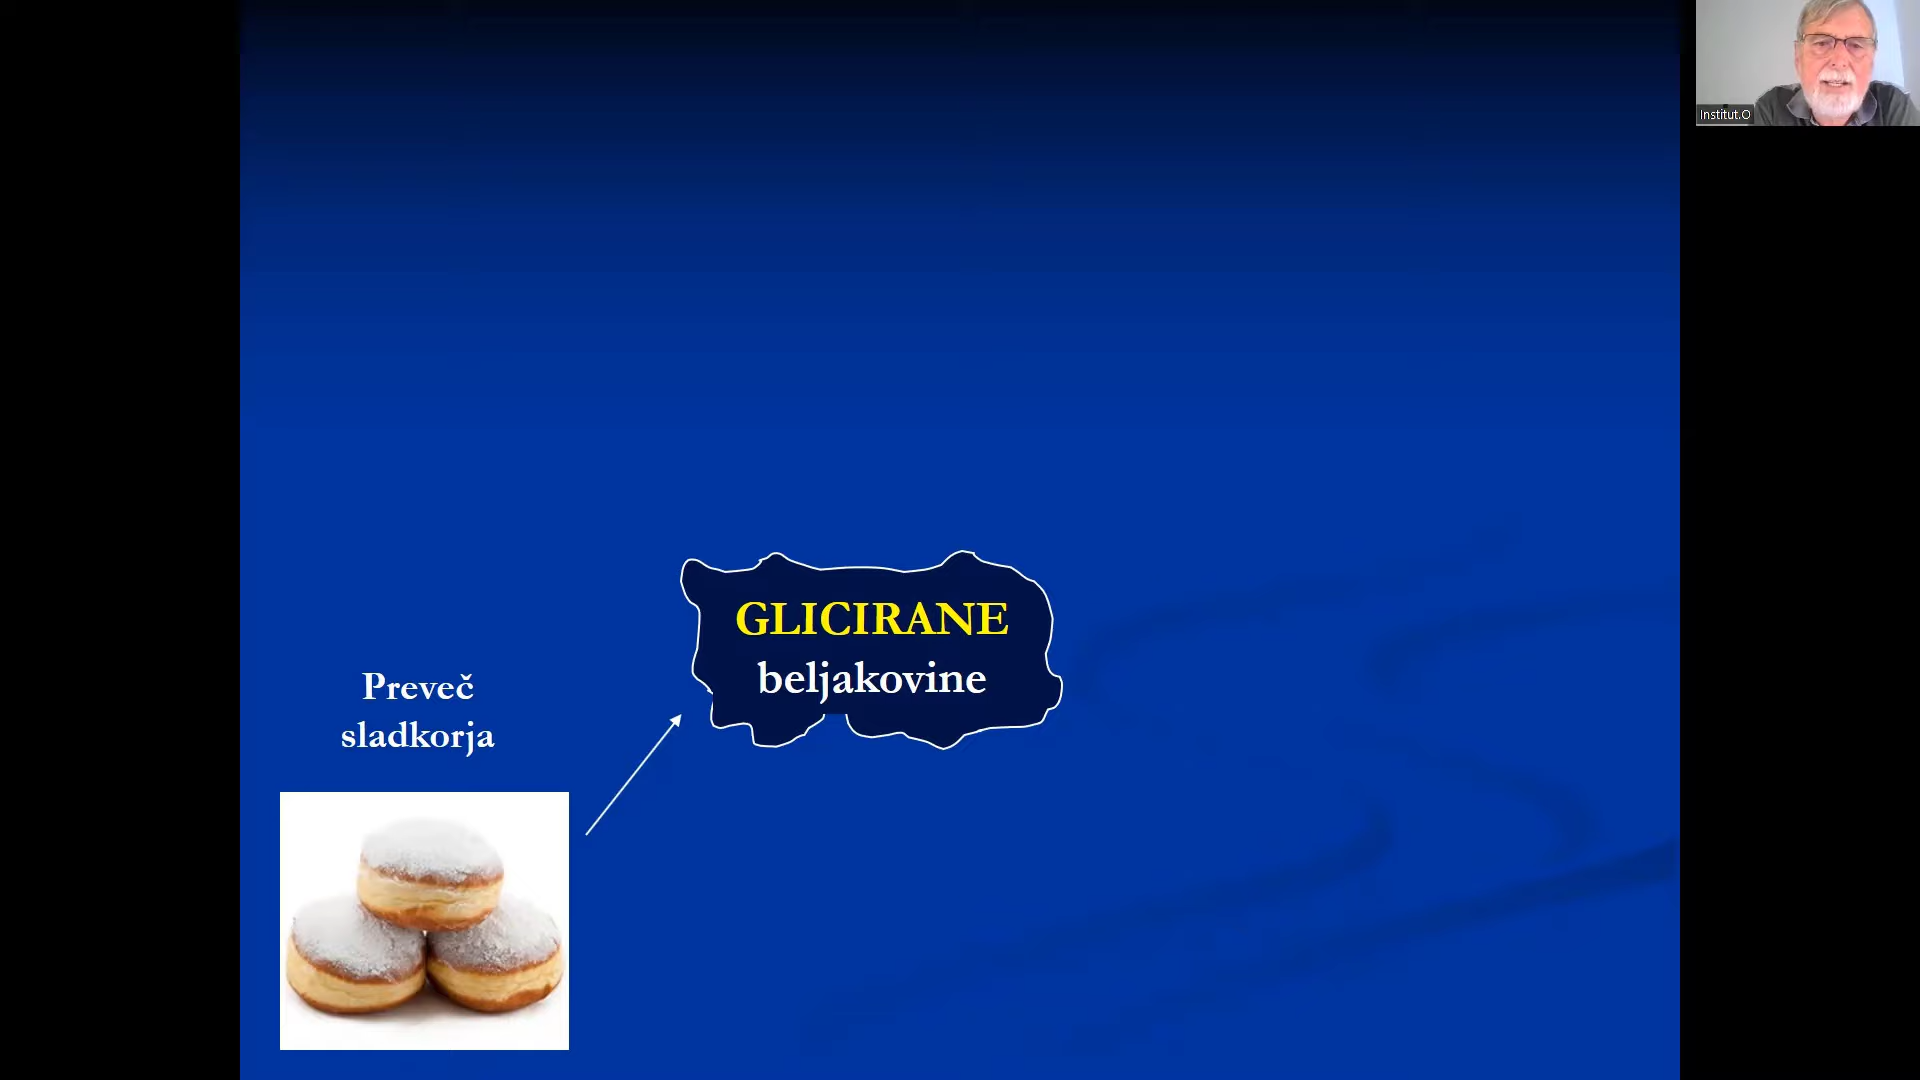 Institut.O
GLICIRANE
beljakovine
Preveč
sladkorja